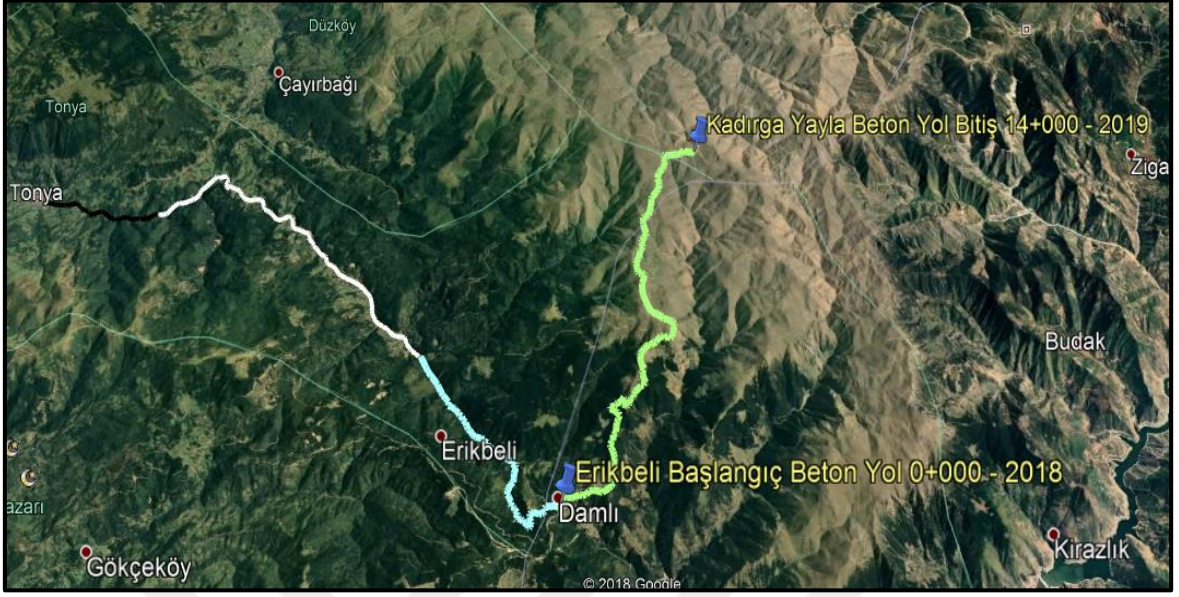 Düzköy
Çayırbağı
Tonya
Kadırga Yayla Beton Yol Bitiş 14+000 - 2019
Ziga
Tonya
Budak
Erikbeli
Erikbeli Başlangıç Beton Yol 0+000 - 2018
azarı
Damlı
Kirazlık
Gökçeköy
© 2018 Google